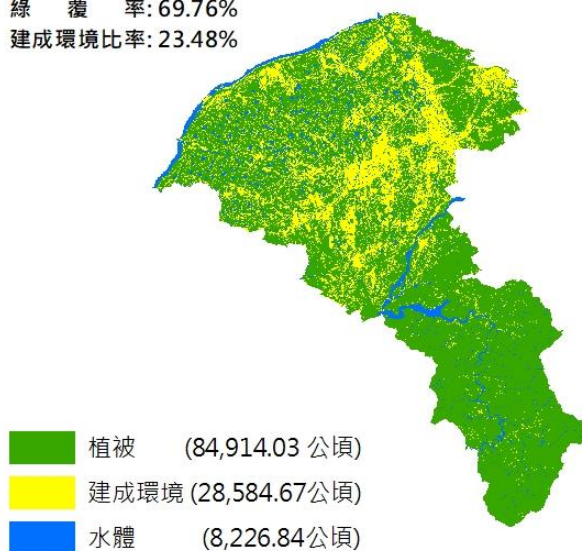 綠覆率:69.76%
建成環境比率:23.48%
植被 (84,914.03 公頃)
建成環境 (28,584.67公頃)
水體 (8,226.84公頃)